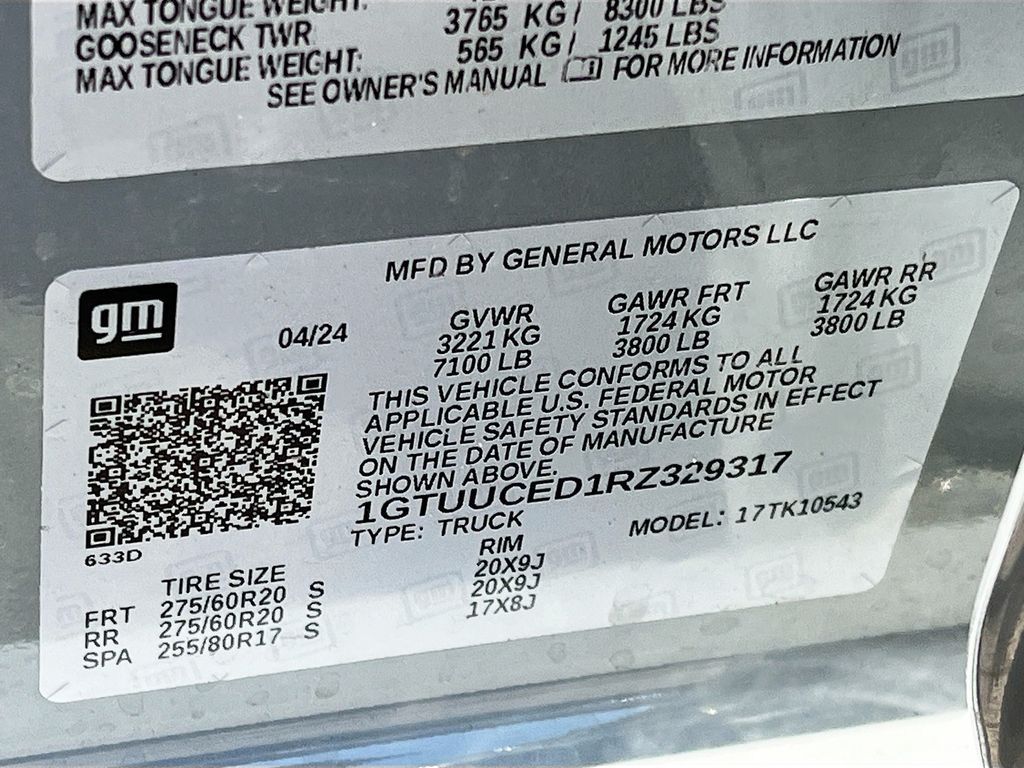 MAX TONGUE WEIGHT:
GOOSENECK TWR 3765 KG / 8300 LBS
MAX TONGUE WEIGHT: 565 KG / 1245 LBS
SEE OWNER'S MANUAL FOR MORE INFORMATION
MFD BY GENERAL MOTORS LLC
gm
04/24
GVWR GAWR FRT GAWR RR
3221 KG 1724 KG 1724 KG
7100 LB 3800 LB 3800 LB
THIS VEHICLE CONFORMS TO ALL
APPLICABLE U.S. FEDERAL MOTOR
VEHICLE SAFETY STANDARDS IN EFFECT
ON THE DATE OF MANUFACTURE
SHOWN ABOVE.
1GTUUCED1RZ329317
TYPE: TRUCK MODEL: 17TK10543
633D
TIRE SIZE RIM
FRT 275/60R20 S 20X9J
RR 275/60R20 S 20X9J
SPA 255/80R17 S 17X8J